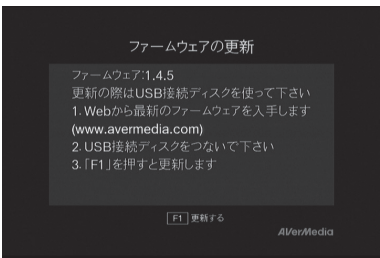 ファームウェアの更新
ファームウェア:1.4.5
更新の際はUSB接続ディスクを使って下さい
1. Webから最新のファームウェアを入手します
(www.avermedia.com)
2. USB接続ディスクをつないで下さい
3.「F1」を押すと更新します
F1 更新する
AVerMedia